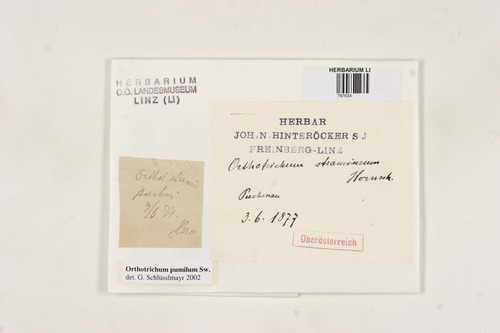 HERBARIUM
O.Ö. LANDESMUSEUM
LINZ (LI)
HERBARIUM LI
HERBAR
JOH. N. HINTERÖCKER S J
FREINBERG-LINZ
Orthotrichum stramineum
Hornsch.
Puchenau
3. 6. 1877
Oberösterreich
Orthotrichum pumilum Sw.
det. G. Schlüsslmayr 2002